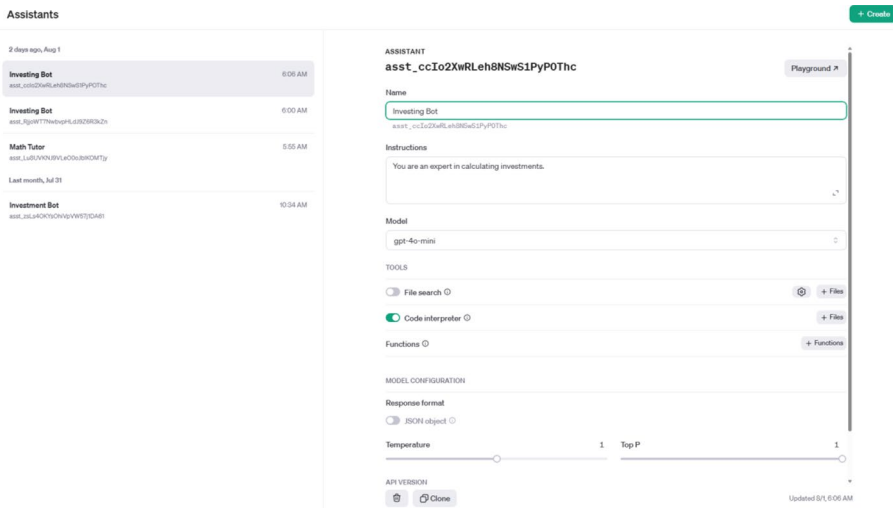 Assistants
+ Create
2 days ago, Aug 1
Investing Bot 6:06 AM
asst_ccIo2XwRLeh8NSwS1PyPOThc
Investing Bot 6:00 AM
Math Tutor 5:55 AM
Last month, Jul 31
Investment Bot 10:34 AM
ASSISTANT
asst_ccIo2XwRLeh8NSwS1PyPOThc
Playground ↗
Name
Investing Bot
asst_ccIo2XwRLeh8NSwS1PyPOThc
Instructions
You are an expert in calculating investments.
Model
gpt-4o-mini
TOOLS
File search
+ Files
Code interpreter
+ Files
Functions
+ Functions
MODEL CONFIGURATION
Response format
JSON object
Temperature 1
Top P 1
API VERSION
Clone
Updated 8/1, 6:06 AM